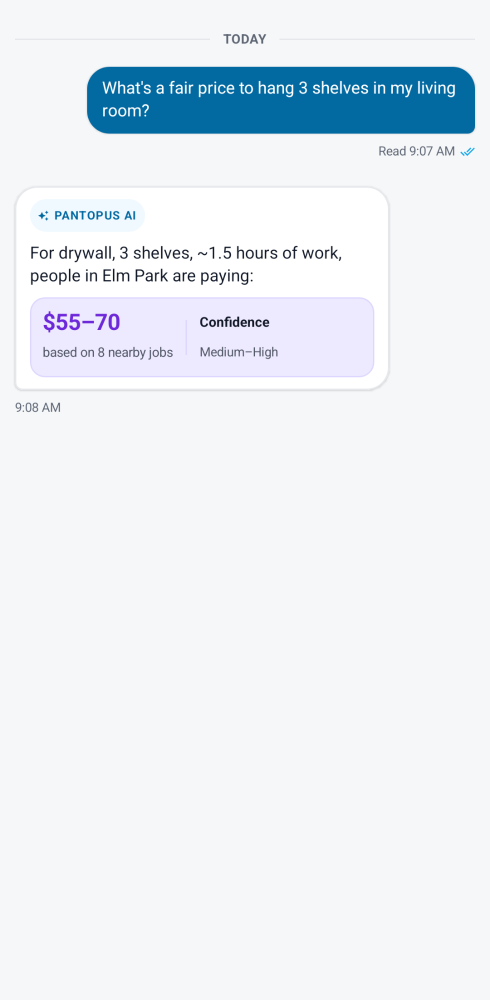 TODAY
What's a fair price to hang 3 shelves in my living
room?
Read 9:07 AM
PANTOPUS AI
For drywall, 3 shelves, ~1.5 hours of work,
people in Elm Park are paying:
$55–70
based on 8 nearby jobs
Confidence
Medium–High
9:08 AM